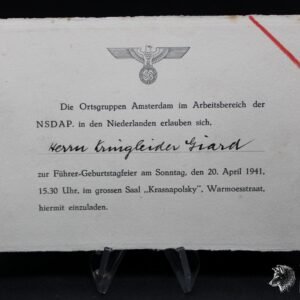 Die Ortsgruppen Amsterdam im Arbeitsbereich der
NSDAP. in den Niederlanden erlauben sich,
Herrn Kringleider Giard
zur Führer-Geburtstagfeier am Sonntag, den 20. April 1941,
15.30 Uhr, im grossen Saal „Krasnapolsky", Warmoesstraat,
hiermit einzuladen.